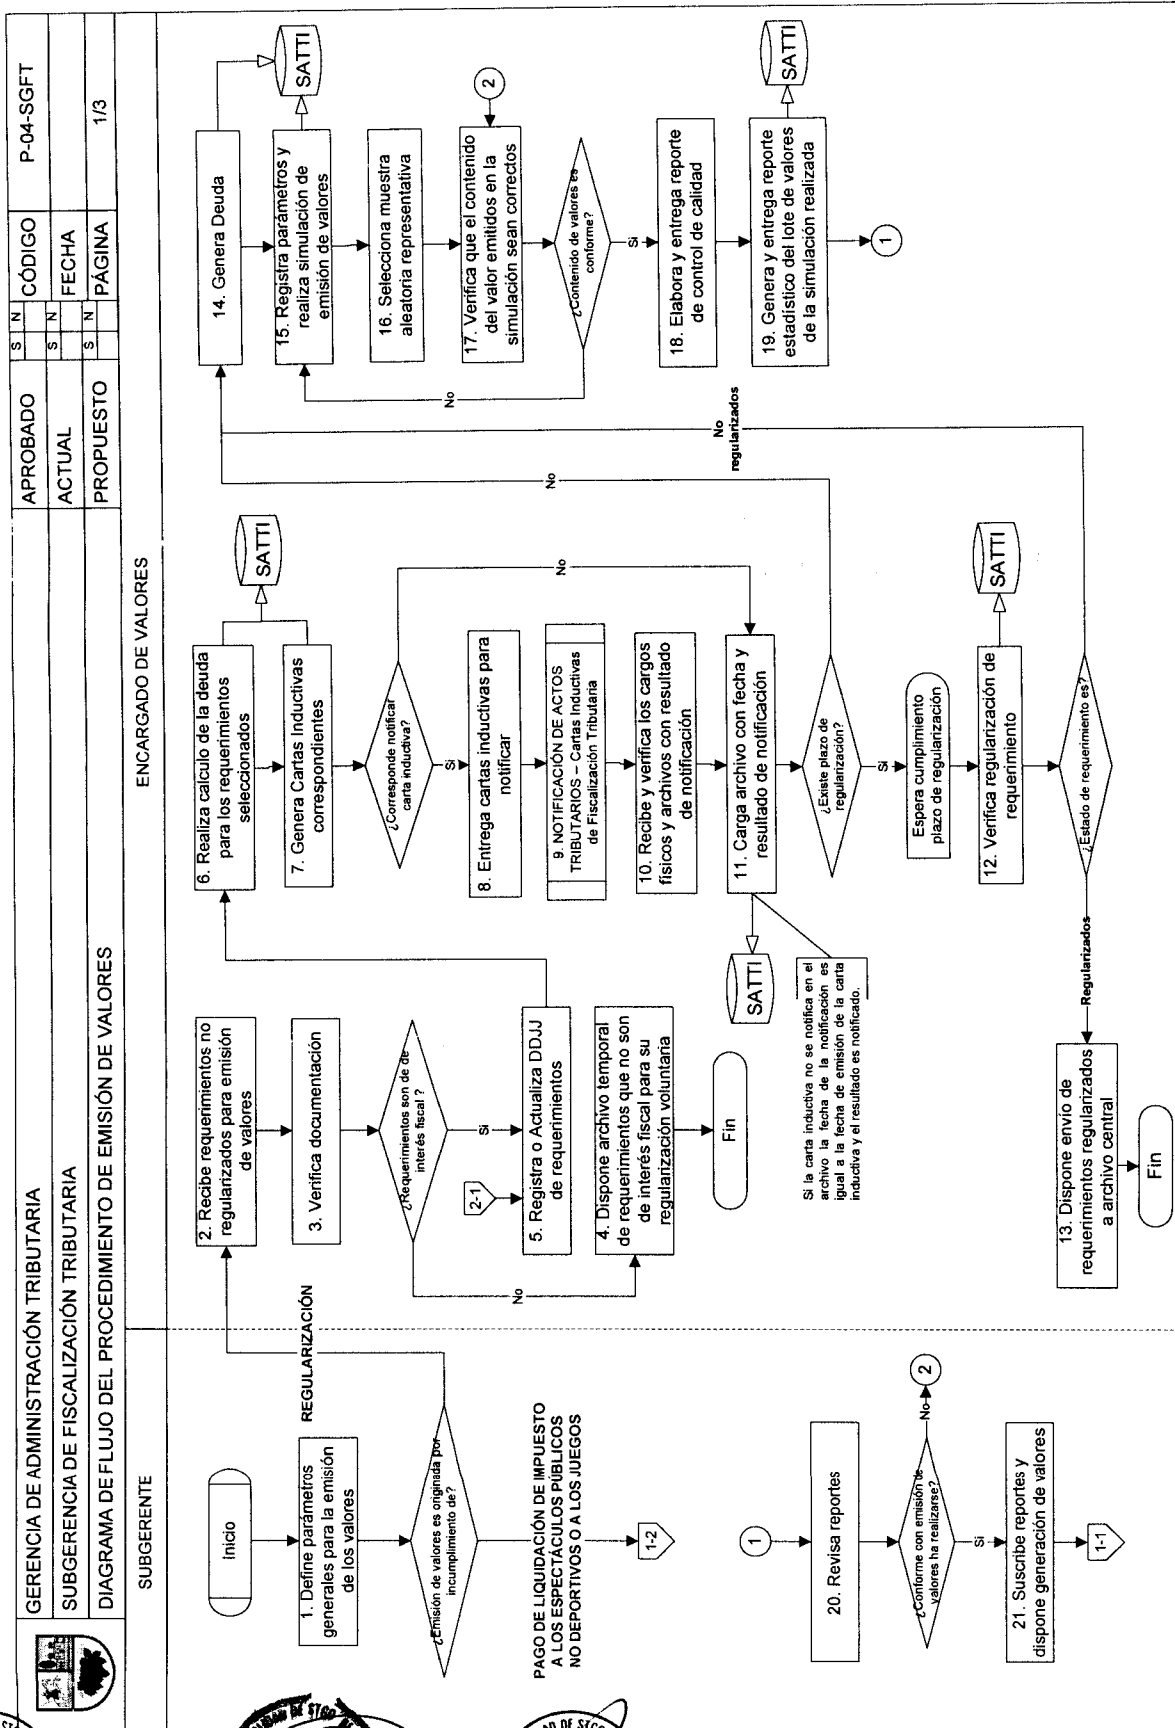 GERENCIA DE ADMINISTRACIÓN TRIBUTARIA
APROBADO
S N
CÓDIGO
P-04-SGFT
SUBGERENCIA DE FISCALIZACIÓN TRIBUTARIA
ACTUAL
S N
FECHA
DIAGRAMA DE FLUJO DEL PROCEDIMIENTO DE EMISIÓN DE VALORES
PROPUESTO
S N
PÁGINA
1/3
SUBGERENTE
ENCARGADO DE VALORES
Inicio
1. Define parámetros
generales para la emisión
de los valores
¿Emisión de valores es originada por
incumplimiento de?
REGULARIZACIÓN
PAGO DE LIQUIDACIÓN DE IMPUESTO
A LOS ESPECTÁCULOS PÚBLICOS
NO DEPORTIVOS O A LOS JUEGOS
1-2
1
20. Revisa reportes
¿Conforme con emisión de
valores ha realizarse?
No
2
Si
21. Suscribe reportes y
dispone generación de valores
1-1
2. Recibe requerimientos no
regularizados para emisión
de valores
3. Verifica documentación
¿Requerimientos son de de
interés fiscal ?
Si
No
2-1
5. Registra o Actualiza DDJJ
de requerimientos
4. Dispone archivo temporal
de requerimientos que no son
de interés fiscal para su
regularización voluntaria
Fin
6. Realiza calculo de la deuda
para los requerimientos
seleccionados
SATTI
7. Genera Cartas Inductivas
correspondientes
¿Corresponde notificar
carta inductiva?
Si
No
8. Entrega cartas inductivas para
notificar
9. NOTIFICACIÓN DE ACTOS
TRIBUTARIOS – Cartas Inductivas
de Fiscalización Tributaria
10. Recibe y verifica los cargos
físicos y archivos con resultado
de notificación
11. Carga archivo con fecha y
resultado de notificación
SATTI
Si la carta inductiva no se notifica en el
archivo la fecha de la notificación es
igual a la fecha de emisión de la carta
inductiva y el resultado es notificado.
¿Existe plazo de
regularización?
Si
No
Espera cumplimiento
plazo de regularización
12. Verifica regularización de
requerimiento
SATTI
¿Estado de requerimiento es?
Regularizados
No
regularizados
13. Dispone envio de
requerimientos regularizados
a archivo central
Fin
14. Genera Deuda
SATTI
15. Registra parámetros y
realiza simulación de
emisión de valores
16. Selecciona muestra
aleatoria representativa
17. Verifica que el contenido
del valor emitidos en la
simulación sean correctos
2
¿Contenido de valores es
conforme?
No
Si
18. Elabora y entrega reporte
de control de calidad
19. Genera y entrega reporte
estadístico del lote de valores
de la simulación realizada
SATTI
1